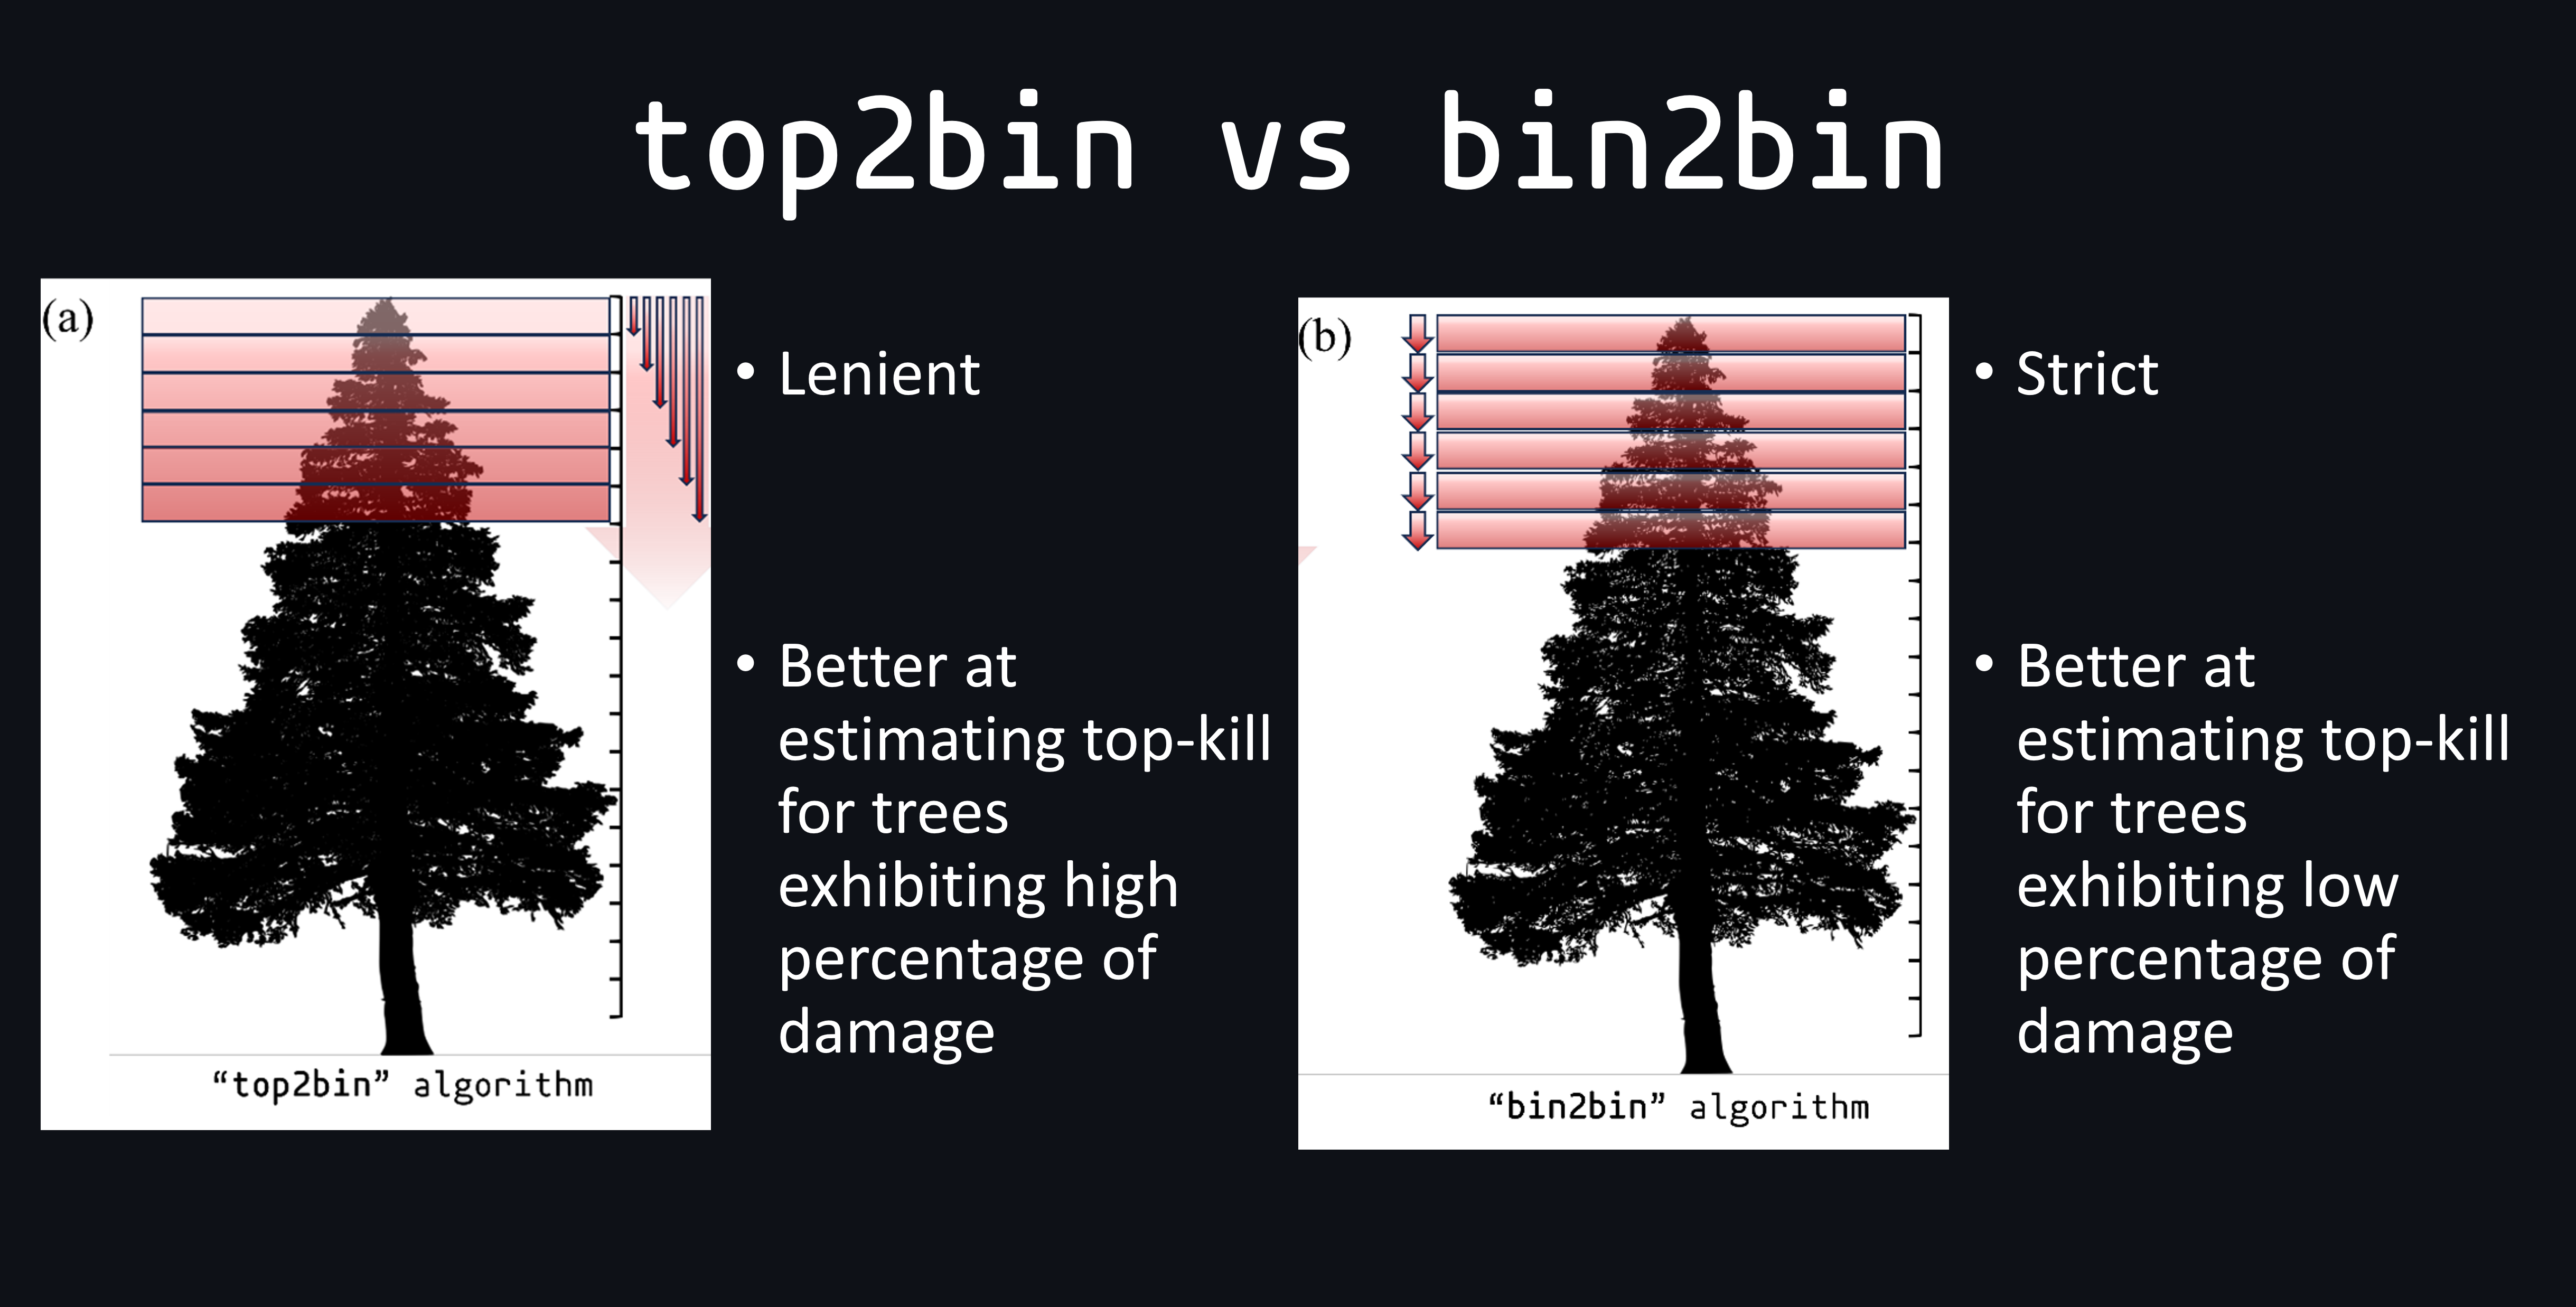 top2bin vs bin2bin
(a)
“top2bin” algorithm
• Lenient
• Better at
estimating top-kill
for trees
exhibiting high
percentage of
damage
(b)
“bin2bin” algorithm
• Strict
• Better at
estimating top-kill
for trees
exhibiting low
percentage of
damage